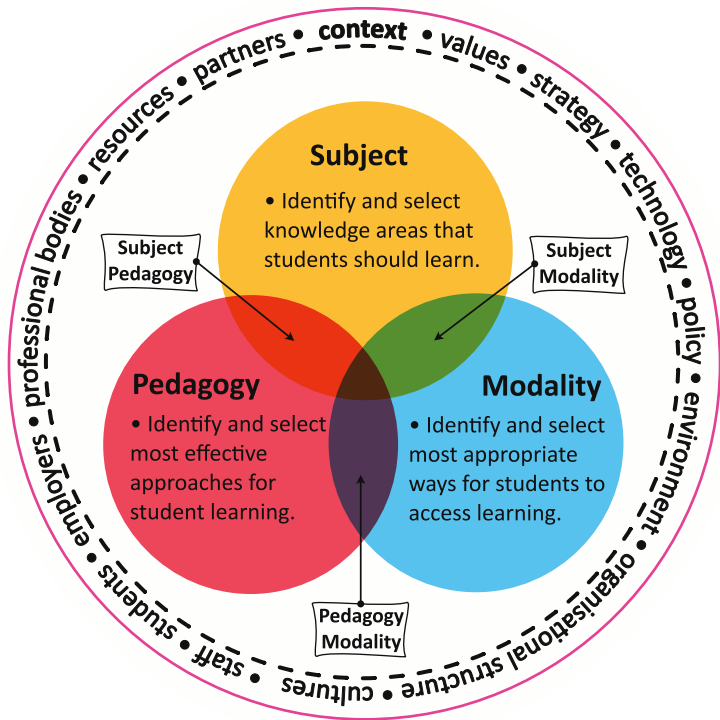 context • values • strategy • technology • policy • environment • organisational structure • cultures • staff • students • employers • professional bodies • resources • partners •
Subject
• Identify and select
knowledge areas that
students should learn.
Subject
Pedagogy
Subject
Modality
Pedagogy
• Identify and select
most effective
approaches for
student learning.
Modality
• Identify and select
most appropriate
ways for students to
access learning.
Pedagogy
Modality